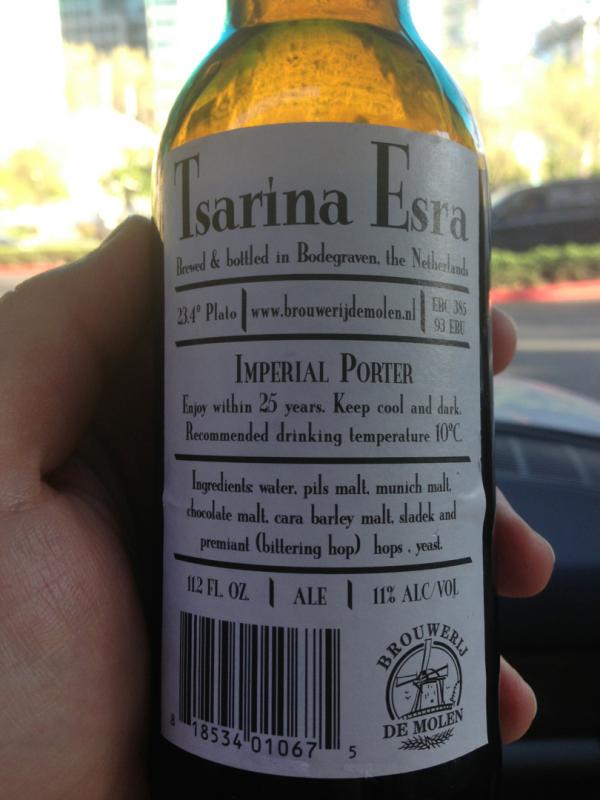 Tsarina Esra
Brewed & bottled in Bodegraven, the Netherlands
23.4° Plato | www.brouwerijdemolen.nl | EBC 385
93 EBU
IMPERIAL PORTER
Enjoy within 25 years. Keep cool and dark.
Recommended drinking temperature 10°C
Ingredients: water, pils malt, munich malt,
chocolate malt, cara barley malt, sladek and
premiant (bittering hop) hops , yeast.
11.2 FL. OZ. | ALE | 11% ALC/VOL
BROUWERIJ
DE MOLEN
8 18534 01067 5